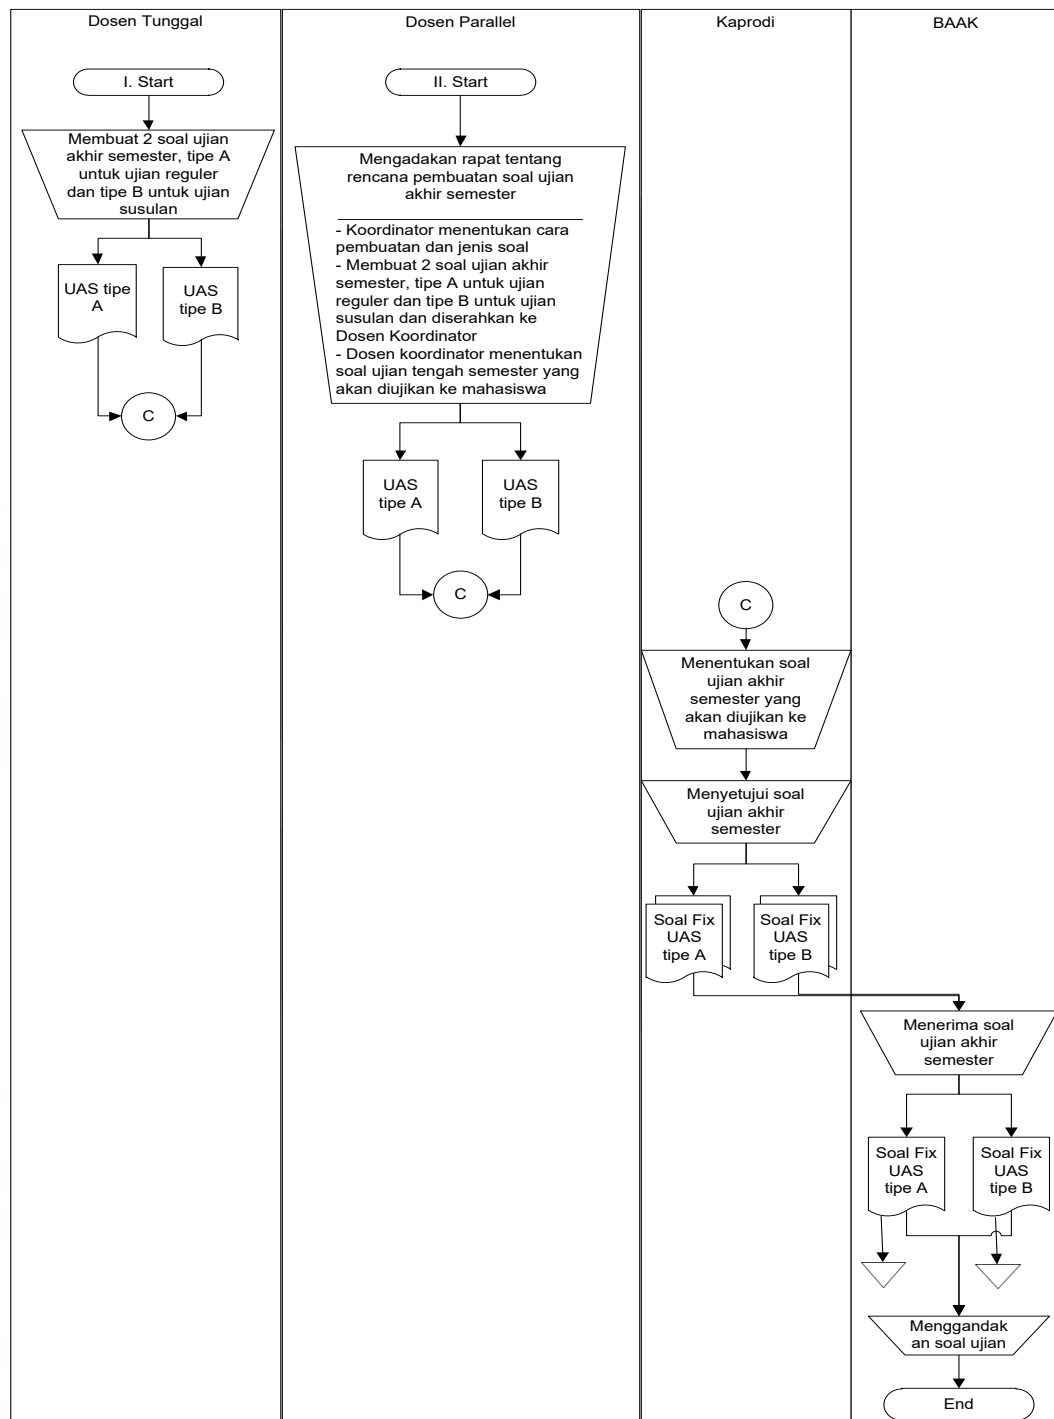 Dosen Tunggal
I. Start
Membuat 2 soal ujian
akhir semester, tipe A
untuk ujian reguler
dan tipe B untuk ujian
susulan
UAS tipe
A
UAS
tipe B
C
Dosen Parallel
II. Start
Mengadakan rapat tentang
rencana pembuatan soal ujian
akhir semester
- Koordinator menentukan cara
pembuatan dan jenis soal
- Membuat 2 soal ujian akhir
semester, tipe A untuk ujian
reguler dan tipe B untuk ujian
susulan dan diserahkan ke
Dosen Koordinator
- Dosen koordinator menentukan
soal ujian tengah semester yang
akan diujikan ke mahasiswa
UAS
tipe A
UAS
tipe B
C
Kaprodi
C
Menentukan soal
ujian akhir
semester yang
akan diujikan ke
mahasiswa
Menyetujui soal
ujian akhir
semester
Soal Fix
UAS
tipe A
Soal Fix
UAS
tipe B
BAAK
Menerima soal
ujian akhir
semester
Soal Fix
UAS
tipe A
Soal Fix
UAS
tipe B
Menggandak
an soal ujian
End